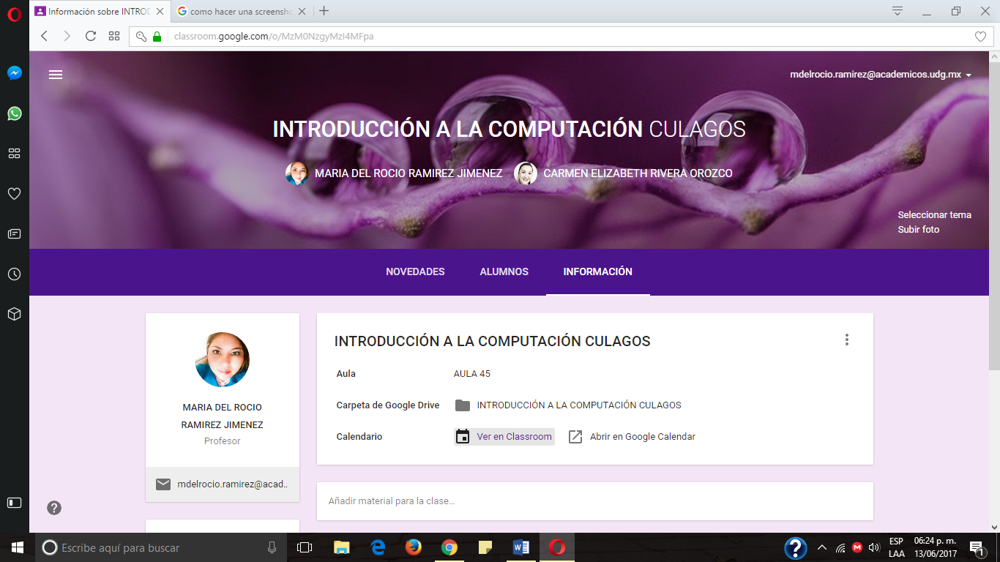 Información sobre INTROD
como hacer una screensho
classroom.google.com/o/MzM0NzgyMzI4MFpa
mdelrocio.ramirez@academicos.udg.mx
INTRODUCCIÓN A LA COMPUTACIÓN CULAGOS
MARIA DEL ROCIO RAMIREZ JIMENEZ CARMEN ELIZABETH RIVERA OROZCO
Seleccionar tema
Subir foto
NOVEDADES ALUMNOS INFORMACIÓN
MARIA DEL ROCIO
RAMIREZ JIMENEZ
Profesor
mdelrocio.ramirez@acad..
INTRODUCCIÓN A LA COMPUTACIÓN CULAGOS
Aula AULA 45
Carpeta de Google Drive INTRODUCCIÓN A LA COMPUTACIÓN CULAGOS
Calendario Ver en Classroom Abrir en Google Calendar
Añadir material para la clase...
Escribe aquí para buscar
ESP
LAA
06:24 p. m.
13/06/2017
1